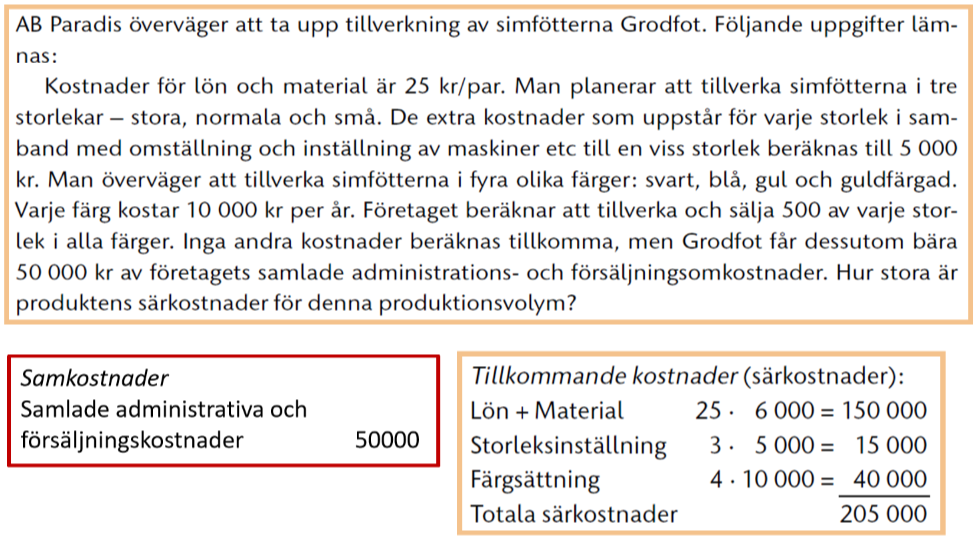 AB Paradis överväger att ta upp tillverkning av simfötterna Grodfot. Följande uppgifter läm-
nas:
Kostnader för lön och material är 25 kr/par. Man planerar att tillverka simfötterna i tre
storlekar – stora, normala och små. De extra kostnader som uppstår för varje storlek i sam-
band med omställning och inställning av maskiner etc till en viss storlek beräknas till 5 000
kr. Man överväger att tillverka simfötterna i fyra olika färger: svart, blå, gul och guldfärgad.
Varje färg kostar 10 000 kr per år. Företaget beräknar att tillverka och sälja 500 av varje stor-
lek i alla färger. Inga andra kostnader beräknas tillkomma, men Grodfot får dessutom bära
50 000 kr av företagets samlade administrations- och försäljningsomkostnader. Hur stora är
produktens särkostnader för denna produktionsvolym?
Samkostnader
Samlade administrativa och
försäljningskostnader 50000
Tillkommande kostnader (särkostnader):
Lön + Material 25 · 6 000 = 150 000
Storleksinställning 3 · 5 000 = 15 000
Färgsättning 4 · 10 000 = 40 000
Totala särkostnader 205 000